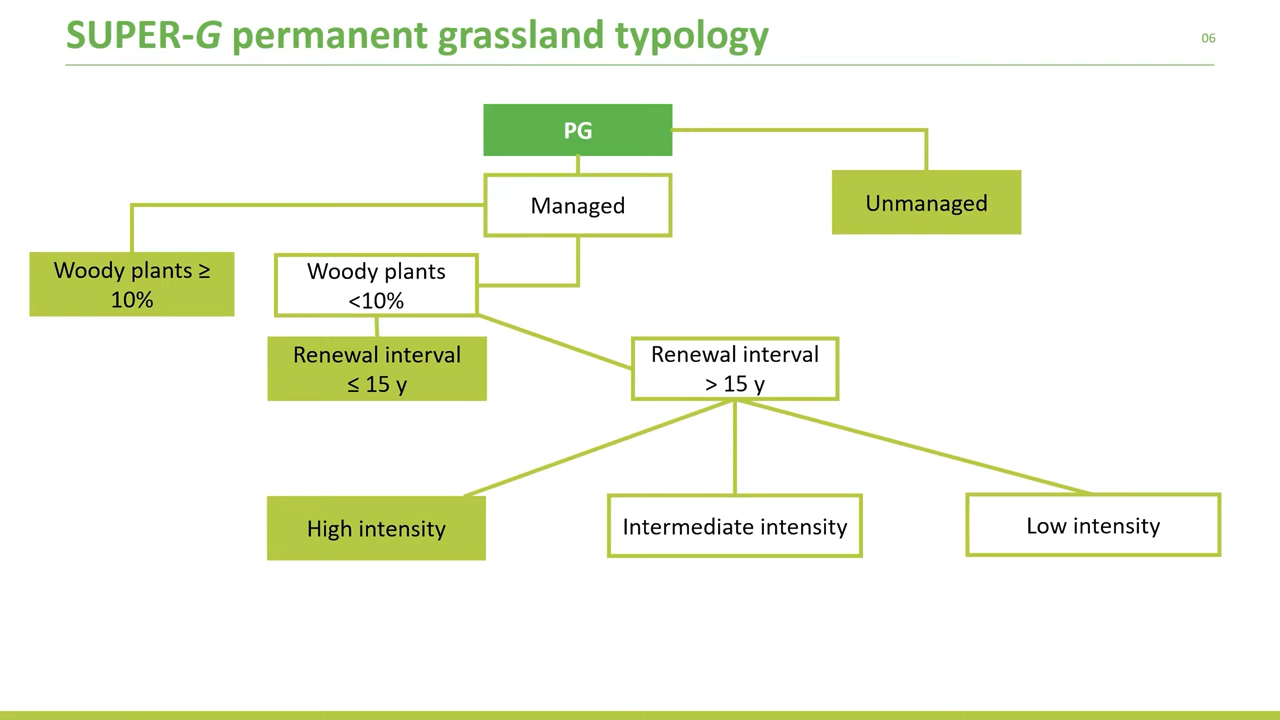 SUPER-G permanent grassland typology
06
PG
Managed
Unmanaged
Woody plants ≥
10%
Woody plants
<10%
Renewal interval
≤ 15 y
Renewal interval
> 15 y
High intensity
Intermediate intensity
Low intensity